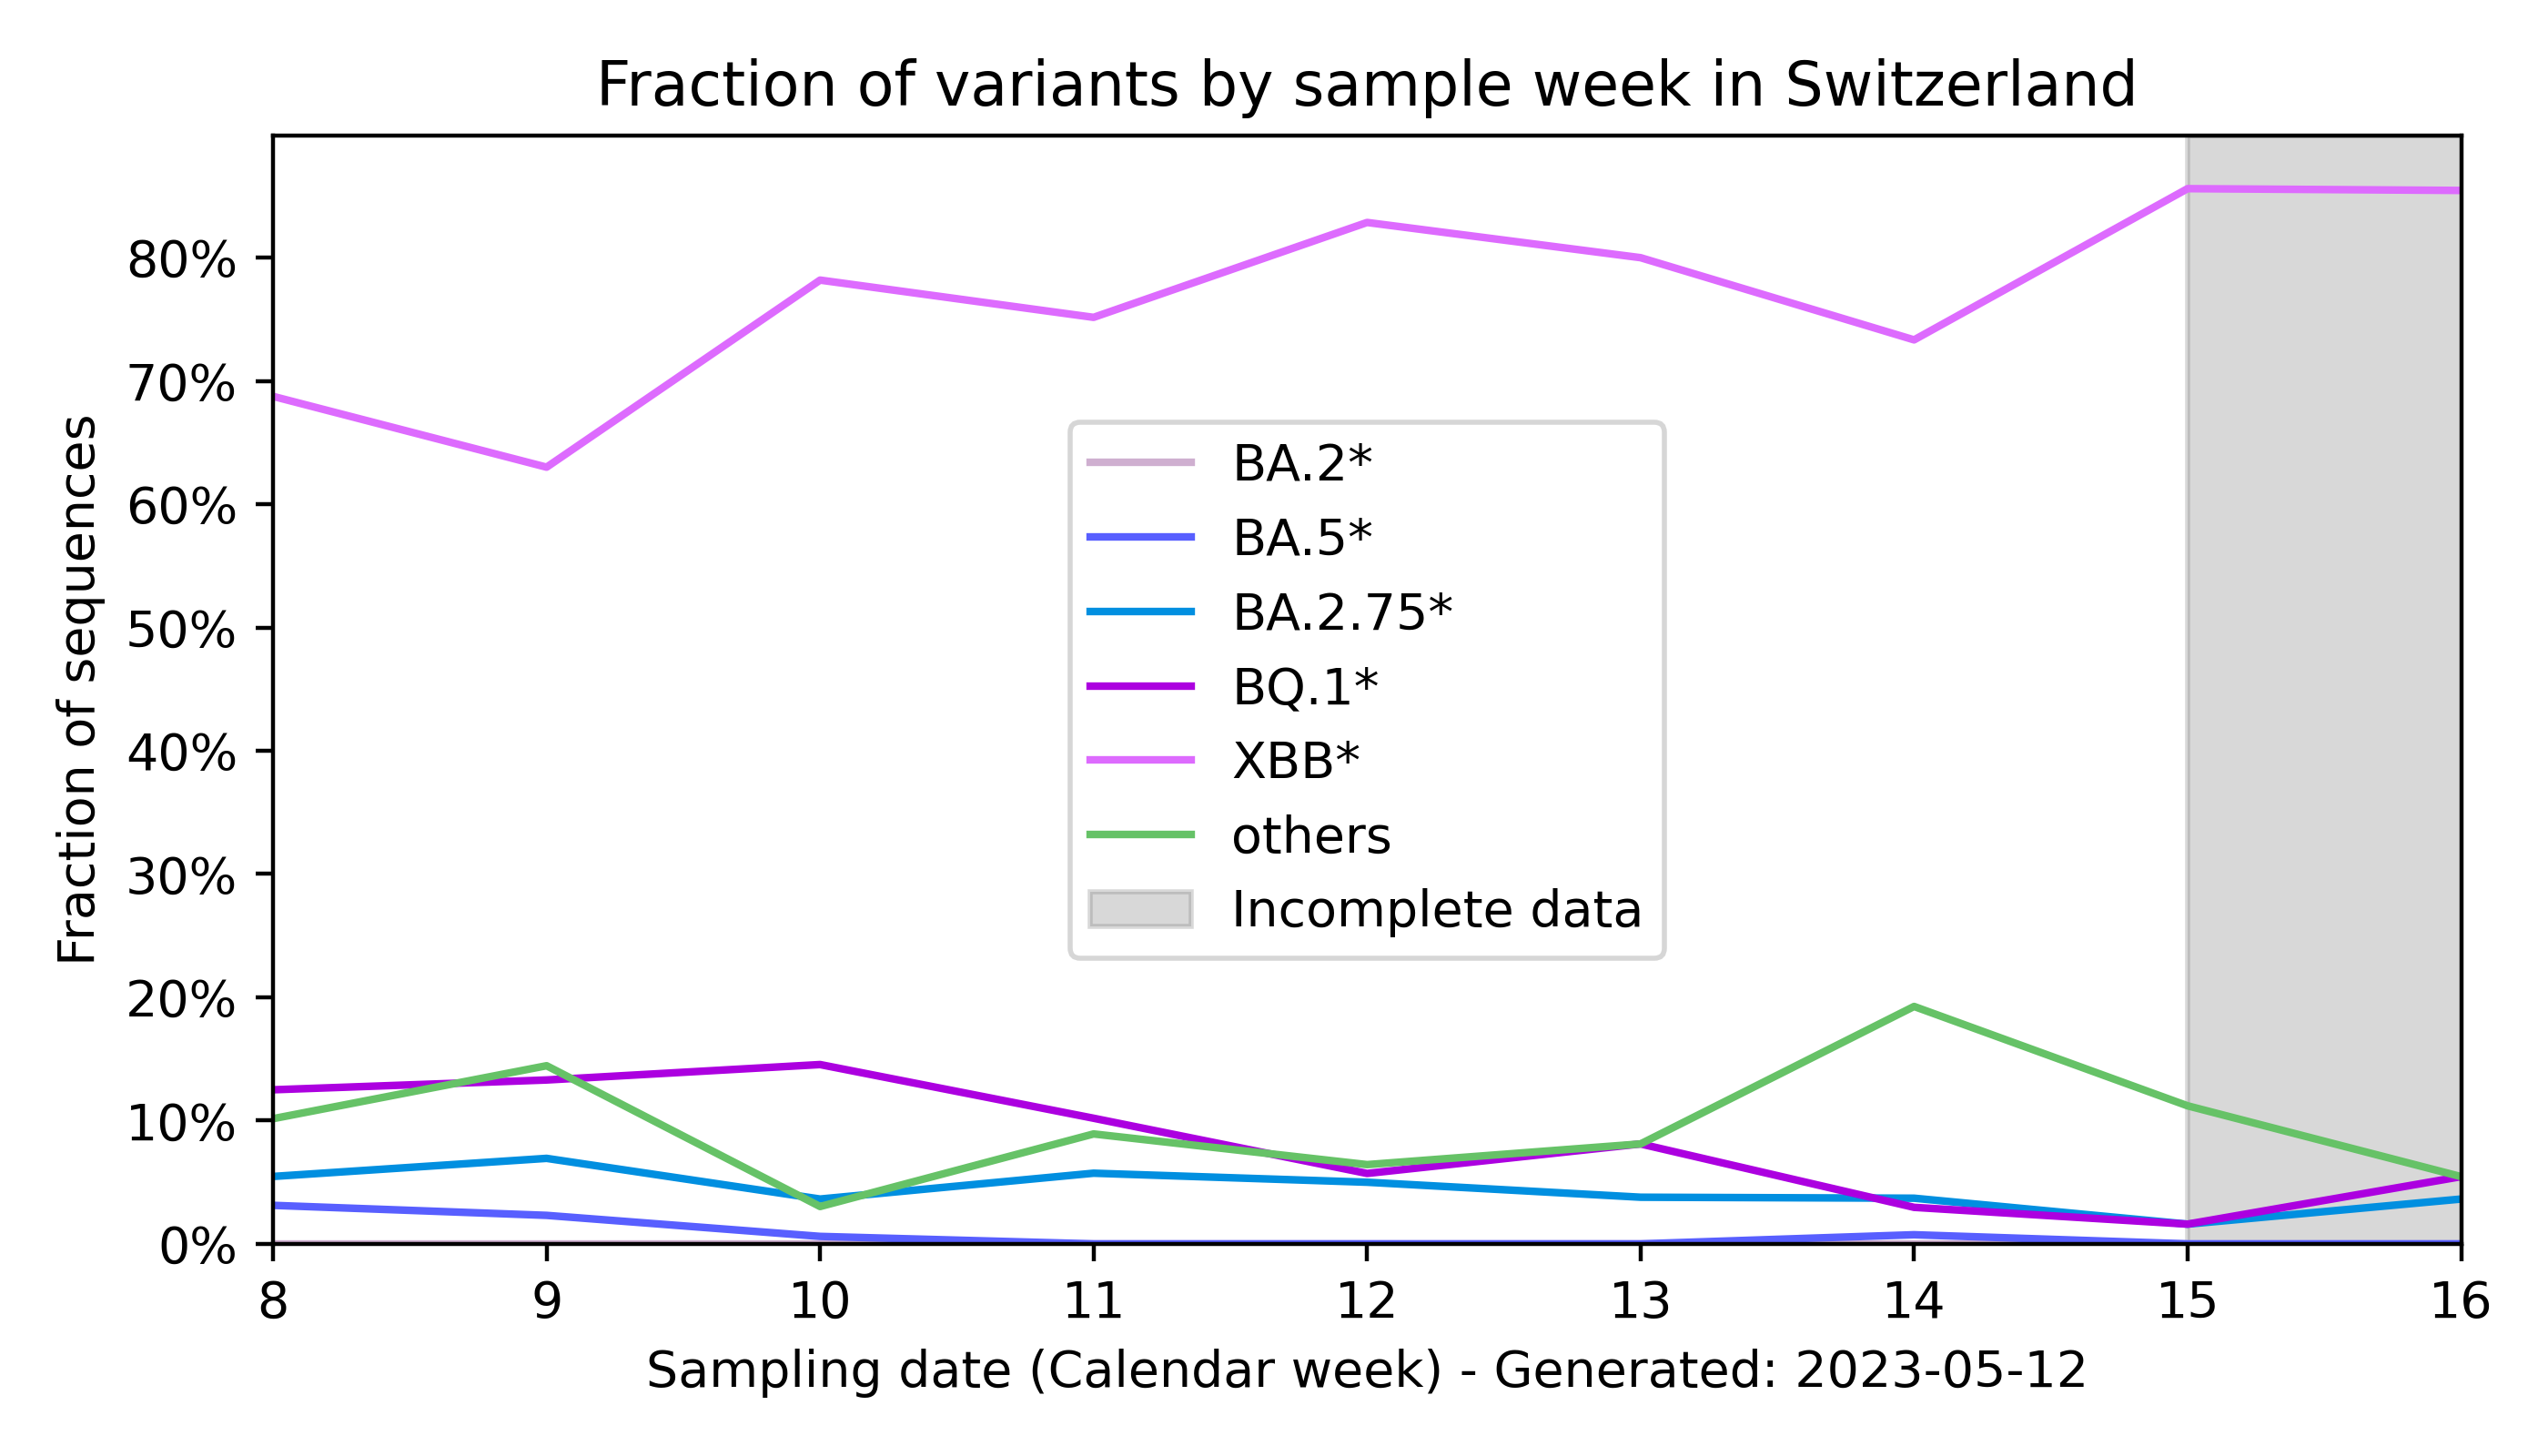 Fraction of variants by sample week in Switzerland
Fraction of sequences
80%
70%
60%
50%
40%
30%
20%
10%
0%
BA.2*
BA.5*
BA.2.75*
BQ.1*
XBB*
others
Incomplete data
8 9 10 11 12 13 14 15 16
Sampling date (Calendar week) - Generated: 2023-05-12